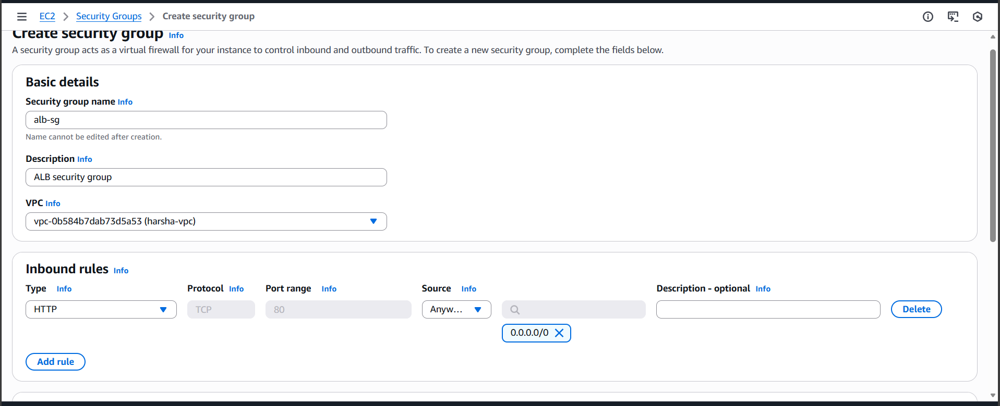 EC2 > Security Groups > Create security group
Create security group Info
A security group acts as a virtual firewall for your instance to control inbound and outbound traffic. To create a new security group, complete the fields below.
Basic details
Security group name Info
alb-sg
Name cannot be edited after creation.
Description Info
ALB security group
VPC Info
vpc-0b584b7dab73d5a53 (harsha-vpc)
Inbound rules Info
Type Info Protocol Info Port range Info Source Info Description - optional Info
HTTP TCP 80 Anyw... Delete
0.0.0.0/0
Add rule